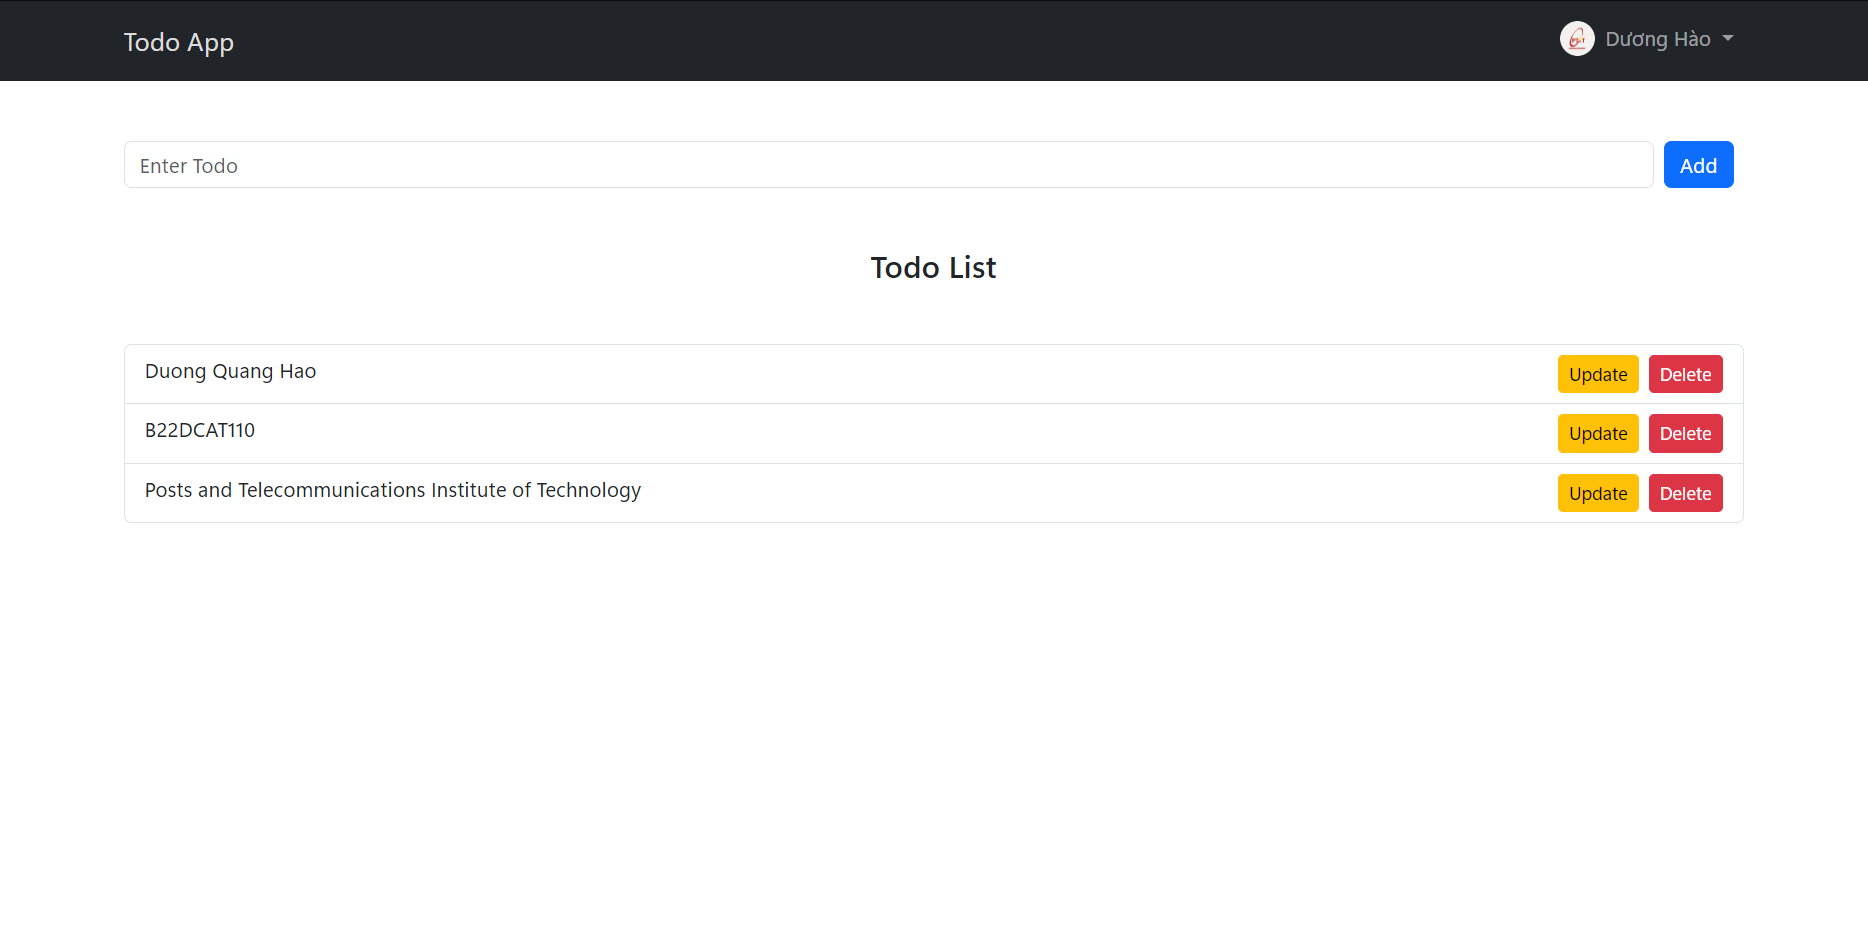 Todo App
Dương Hào
Enter Todo
Add
Todo List
Duong Quang Hao
Update Delete
B22DCAT110
Update Delete
Posts and Telecommunications Institute of Technology
Update Delete